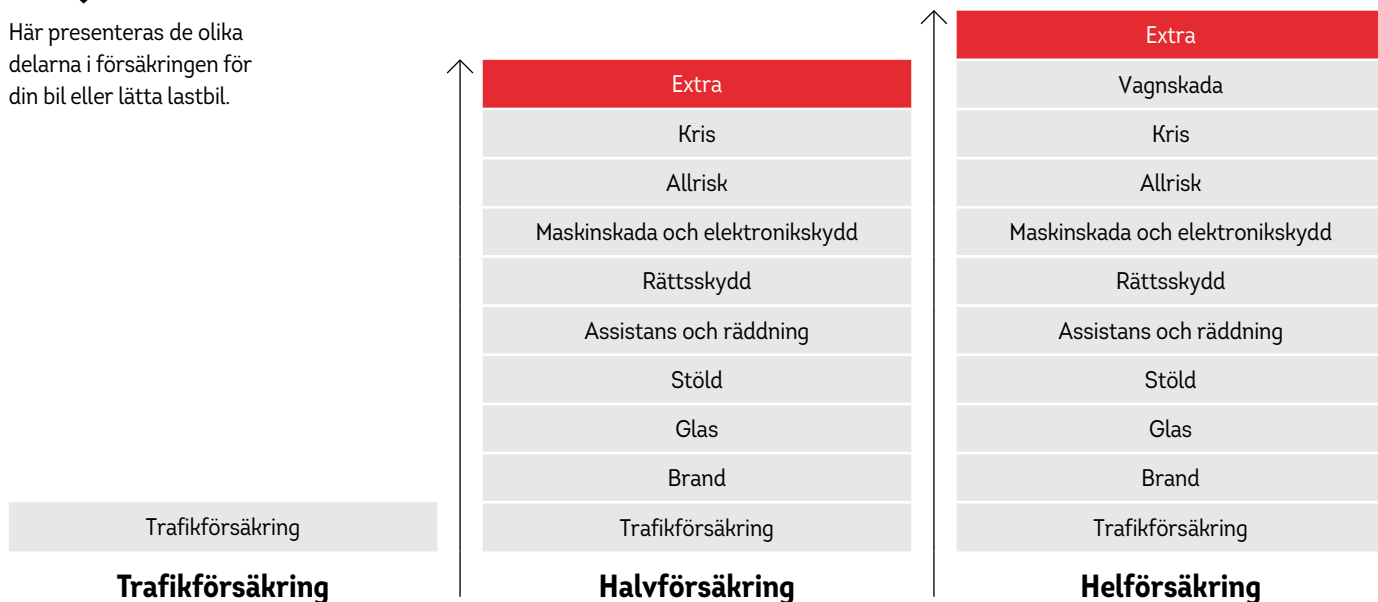 Här presenteras de olika
delarna i försäkringen för
din bil eller lätta lastbil.
Trafikförsäkring
Trafikförsäkring
Extra
Kris
Allrisk
Maskinskada och elektronikskydd
Rättsskydd
Assistans och räddning
Stöld
Glas
Brand
Trafikförsäkring
Halvförsäkring
Extra
Vagnskada
Kris
Allrisk
Maskinskada och elektronikskydd
Rättsskydd
Assistans och räddning
Stöld
Glas
Brand
Trafikförsäkring
Helförsäkring